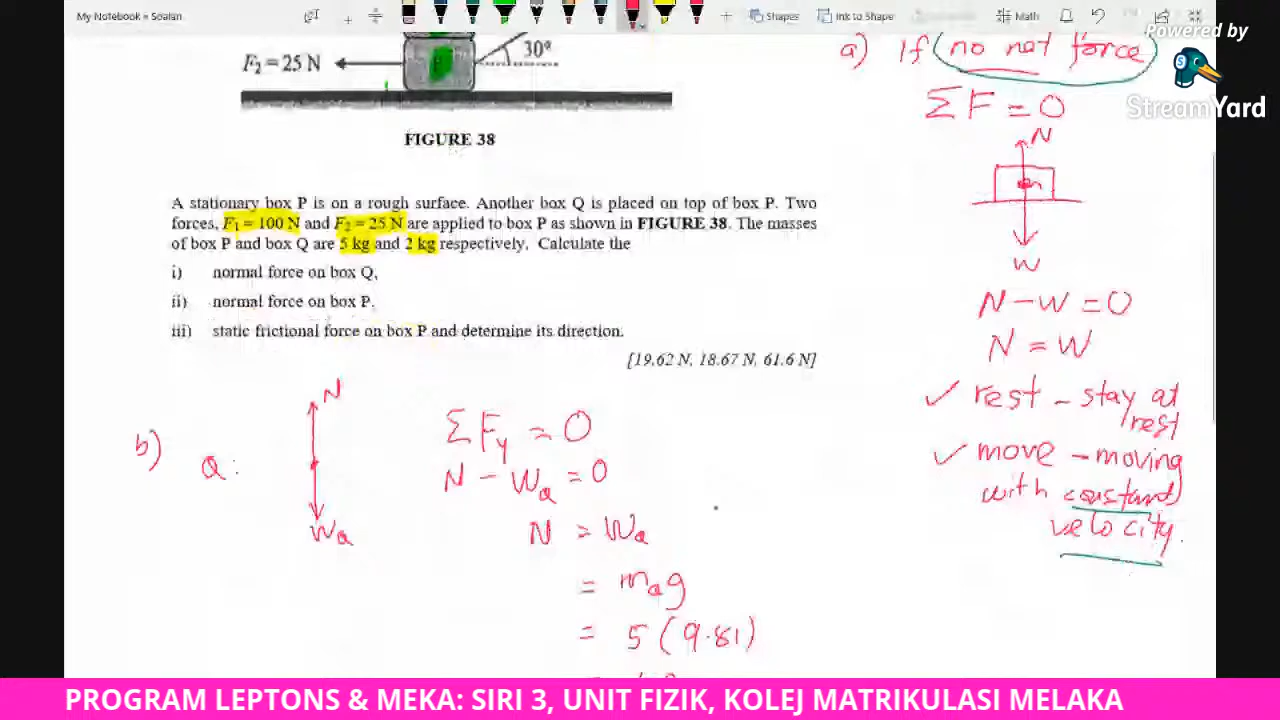 My Notebook » Soalan
Shapes
Ink to Shape
Math
Powered by
StreamYard
F₂ = 25 N
30°
FIGURE 38
A stationary box P is on a rough surface. Another box Q is placed on top of box P. Two
forces, F₁ = 100 N and F₂ = 25 N are applied to box P as shown in FIGURE 38. The masses
of box P and box Q are 5 kg and 2 kg respectively. Calculate the
i) normal force on box Q,
ii) normal force on box P.
iii) static frictional force on box P and determine its direction.
[19.62 N, 18.67 N, 61.6 N]
b) Q:
N
WQ
ΣFy = 0
N - WQ = 0
N = WQ
= mQg
= 5(9.81)
a) If no net force
ΣF = 0
N
m
W
N - W = 0
N = W
✓ rest - stay at
rest
✓ move - moving
with constant
velocity.
PROGRAM LEPTONS & MEKA: SIRI 3, UNIT FIZIK, KOLEJ MATRIKULASI MELAKA